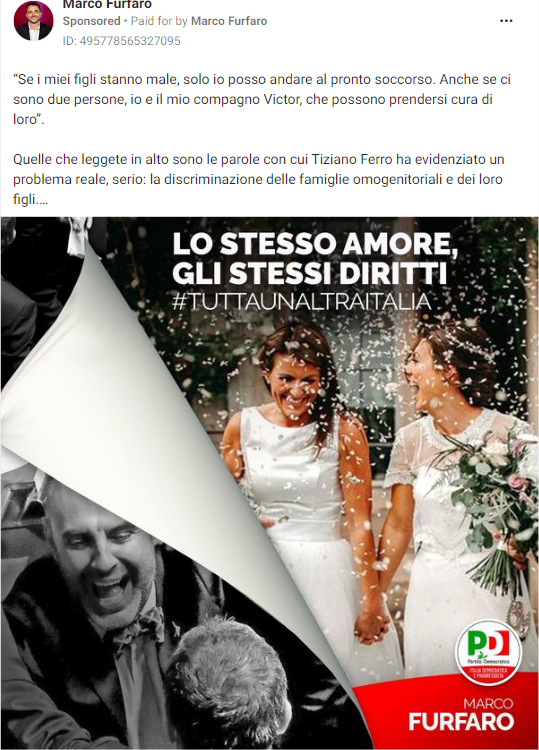 Marco Furfaro
Sponsored • Paid for by Marco Furfaro
ID: 495778565327095
“Se i miei figli stanno male, solo io posso andare al pronto soccorso. Anche se ci
sono due persone, io e il mio compagno Victor, che possono prendersi cura di
loro”.
Quelle che leggete in alto sono le parole con cui Tiziano Ferro ha evidenziato un
problema reale, serio: la discriminazione delle famiglie omogenitoriali e dei loro
figli....
LO STESSO AMORE,
GLI STESSI DIRITTI
#TUTTAUNALTRAITALIA
PD
Partito Democratico
ITALIA DEMOCRATICA
E PROGRESSISTA
MARCO
FURFARO